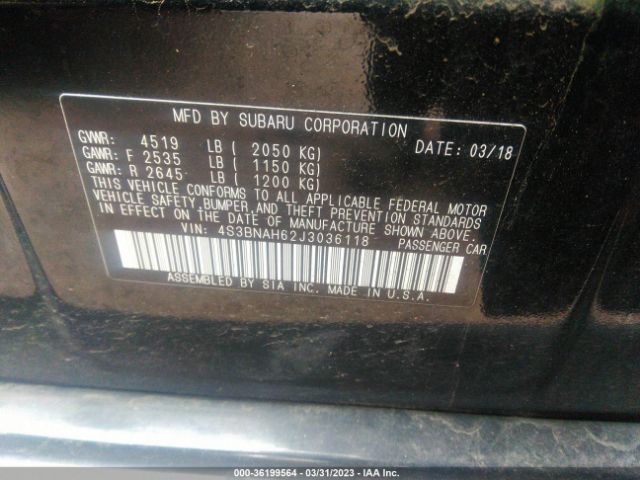 MFD BY SUBARU CORPORATION
DATE: 03/18
GVWR: 4519 LB ( 2050 KG)
GAWR: F 2535 LB ( 1150 KG)
GAWR: R 2645 LB ( 1200 KG)
THIS VEHICLE CONFORMS TO ALL APPLICABLE FEDERAL MOTOR
VEHICLE SAFETY, BUMPER, AND THEFT PREVENTION STANDARDS
IN EFFECT ON THE DATE OF MANUFACTURE SHOWN ABOVE.
VIN: 4S3BNAH62J3036118 PASSENGER CAR
ASSEMBLED BY SIA INC. MADE IN U.S.A.
000-36199564 — 03/31/2023 — IAA Inc.